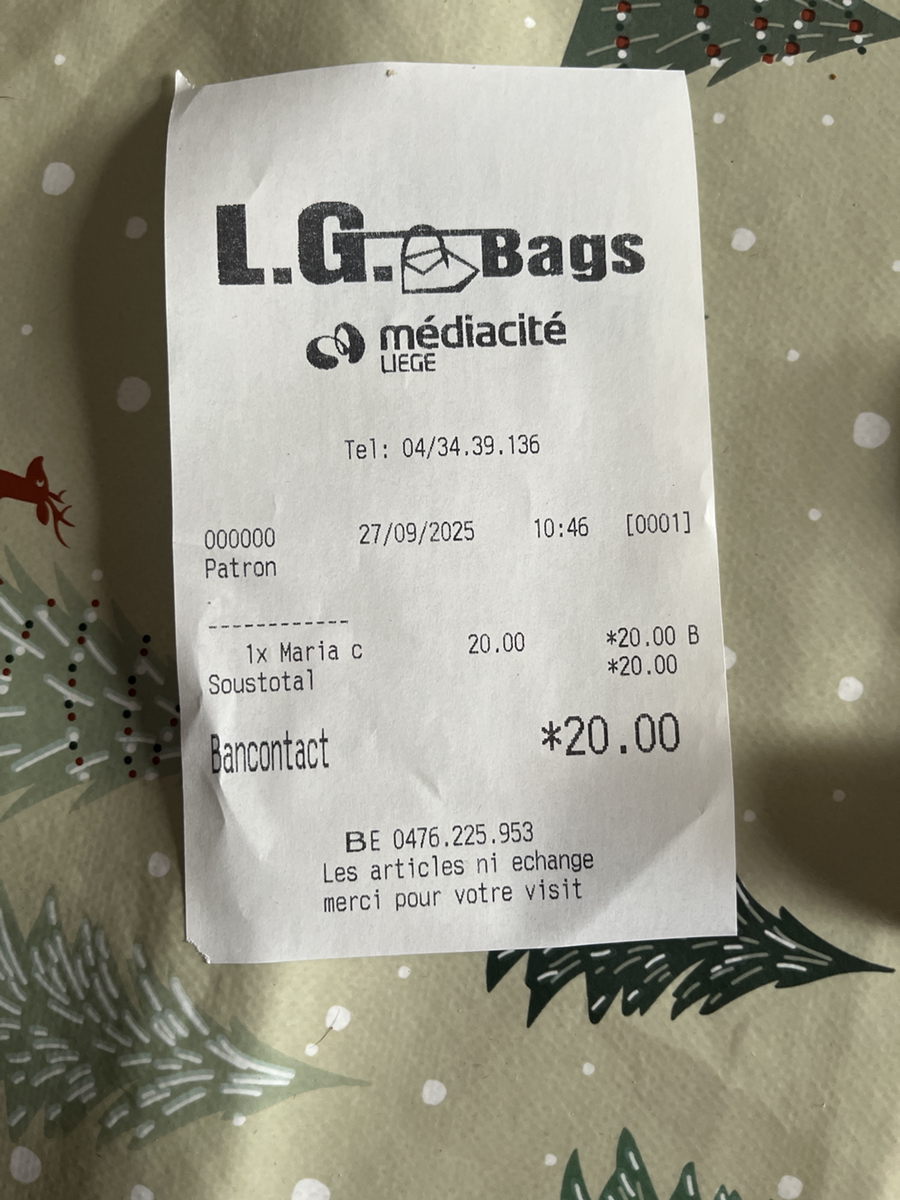 L.G. Bags
médiacité
LIEGE
Tel: 04/34.39.136
000000 27/09/2025 10:46 [0001]
Patron
------------
1x Maria c 20.00 *20.00 B
Soustotal *20.00
Bancontact *20.00
BE 0476.225.953
Les articles ni echange
merci pour votre visit